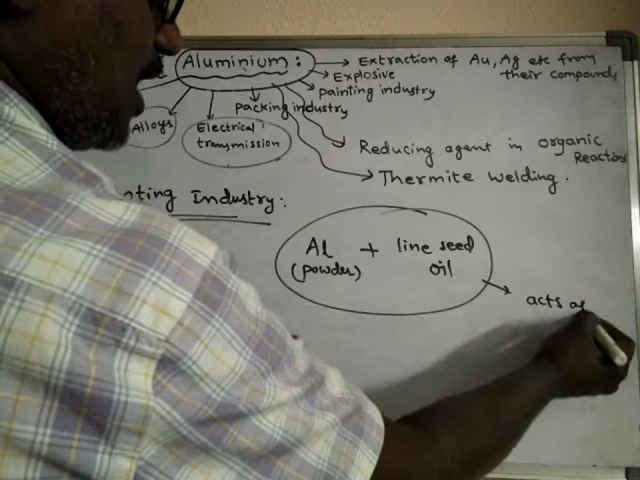 Aluminium:
Extraction of Au, Ag etc from
their compounds
Explosive
painting industry
packing industry
Alloys
Electrical
transmission
Reducing agent in organic
Reactions
Thermite Welding.
nting Industry:
Al + line seed
(powder) oil
acts as